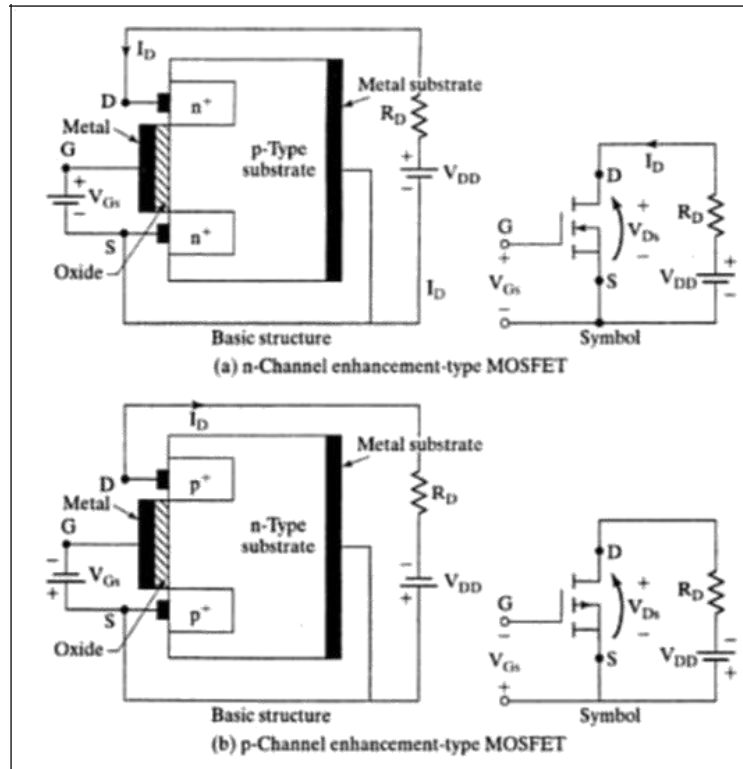 I_D
D
n+
Metal substrate
R_D
Metal
G
p-Type
substrate
+
V_Gs
−
+
−
V_DD
S
n+
Oxide
I_D
Basic structure
I_D
D
+
V_Ds
−
R_D
G
+
V_Gs
−
S
V_DD
+
−
Symbol
(a) n-Channel enhancement-type MOSFET
I_D
D
p+
Metal substrate
R_D
Metal
G
n-Type
substrate
−
V_Gs
+
−
+
V_DD
S
p+
Oxide
Basic structure
D
+
V_Ds
−
R_D
G
−
V_Gs
+
S
V_DD
−
+
Symbol
(b) p-Channel enhancement-type MOSFET